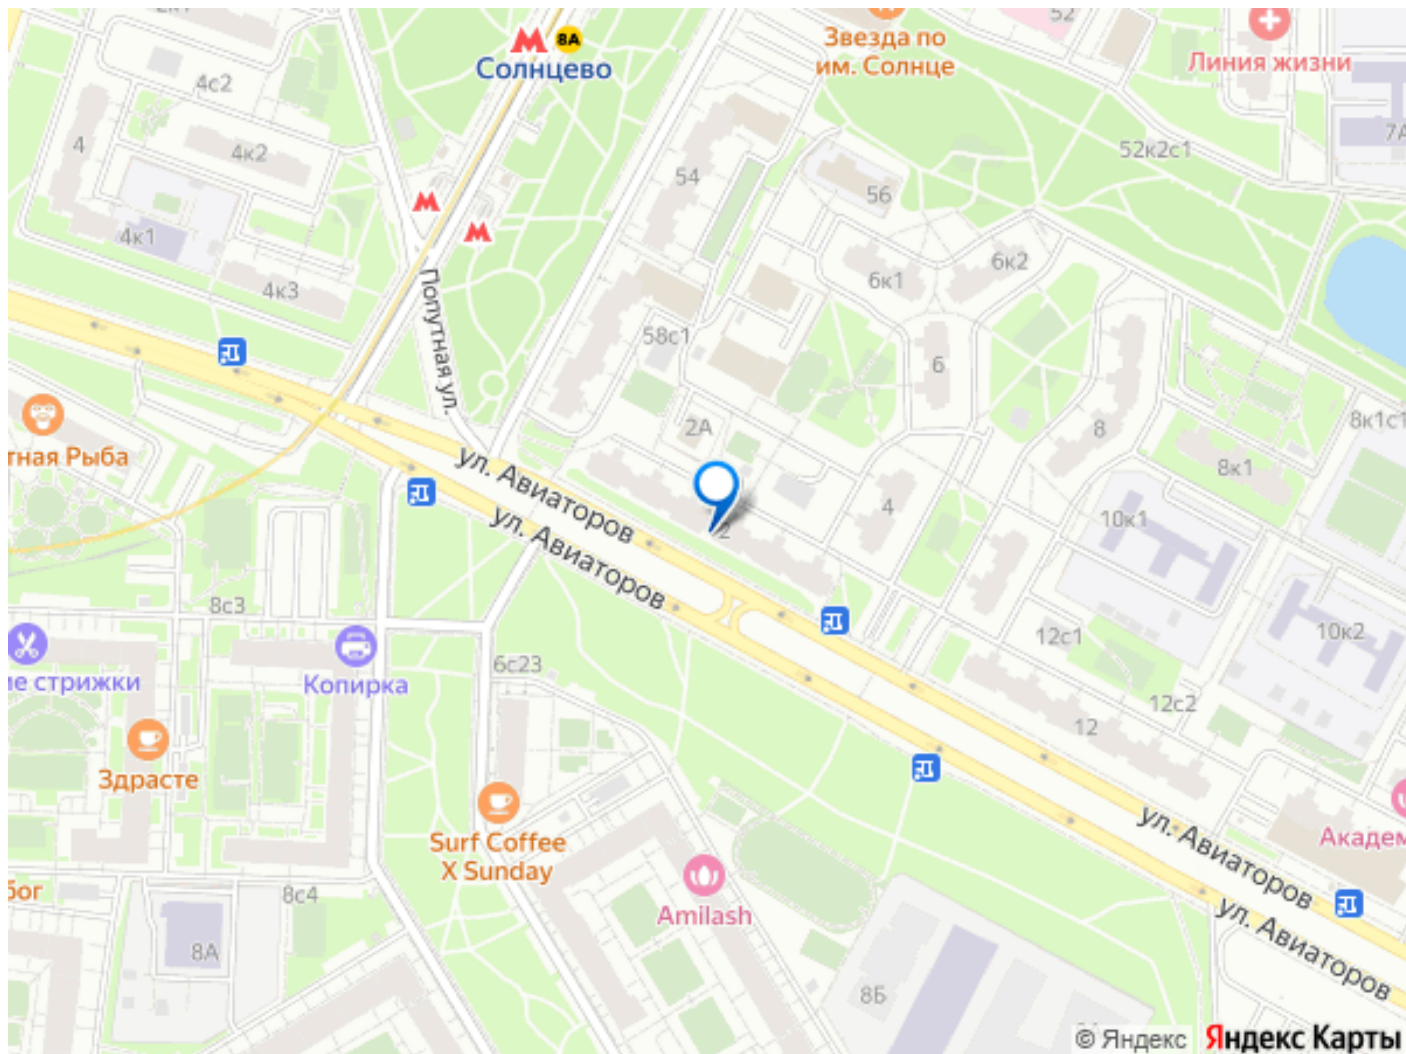 52
8А
Солнцево
Звезда по
им. Солнце
Линия жизни
4с2
4
4к2
54
52к2с1
7А
56
4к1
4к3
6к1
6к2
Попутная ул.
58с1
6
2А
8
8к1с1
тная Рыба
ул. Авиаторов
8к1
ул. Авиаторов
2
4
10к1
8с3
12с1
10к2
ие стрижки
Копирка
6с23
12с2
12
Здрасте
Surf Coffee
X Sunday
ул. Авиаторов
Академ
бог
8с4
Amilash
ул. Авиаторов
8А
8Б
© Яндекс
Яндекс Карты